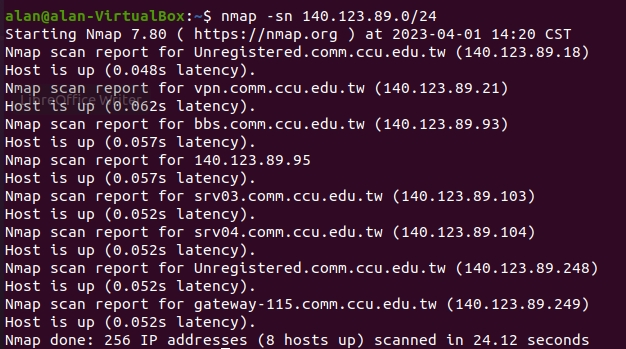 alan@alan-VirtualBox:~$ nmap -sn 140.123.89.0/24
Starting Nmap 7.80 ( https://nmap.org ) at 2023-04-01 14:20 CST
Nmap scan report for Unregistered.comm.ccu.edu.tw (140.123.89.18)
Host is up (0.048s latency).
Nmap scan report for vpn.comm.ccu.edu.tw (140.123.89.21)
LibreOffice Writer
Host is up (0.062s latency).
Nmap scan report for bbs.comm.ccu.edu.tw (140.123.89.93)
Host is up (0.057s latency).
Nmap scan report for 140.123.89.95
Host is up (0.057s latency).
Nmap scan report for srv03.comm.ccu.edu.tw (140.123.89.103)
Host is up (0.052s latency).
Nmap scan report for srv04.comm.ccu.edu.tw (140.123.89.104)
Host is up (0.052s latency).
Nmap scan report for Unregistered.comm.ccu.edu.tw (140.123.89.248)
Host is up (0.052s latency).
Nmap scan report for gateway-115.comm.ccu.edu.tw (140.123.89.249)
Host is up (0.052s latency).
Nmap done: 256 IP addresses (8 hosts up) scanned in 24.12 seconds